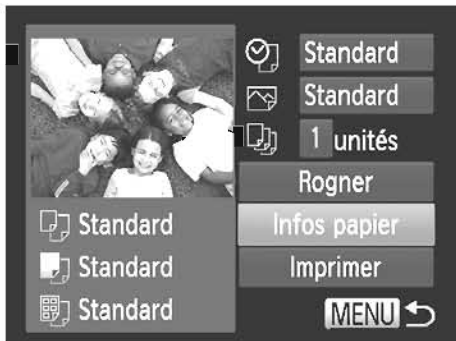 Standard
Standard
1 unités
Rogner
Infos papier
Imprimer
Standard
Standard
Standard
MENU